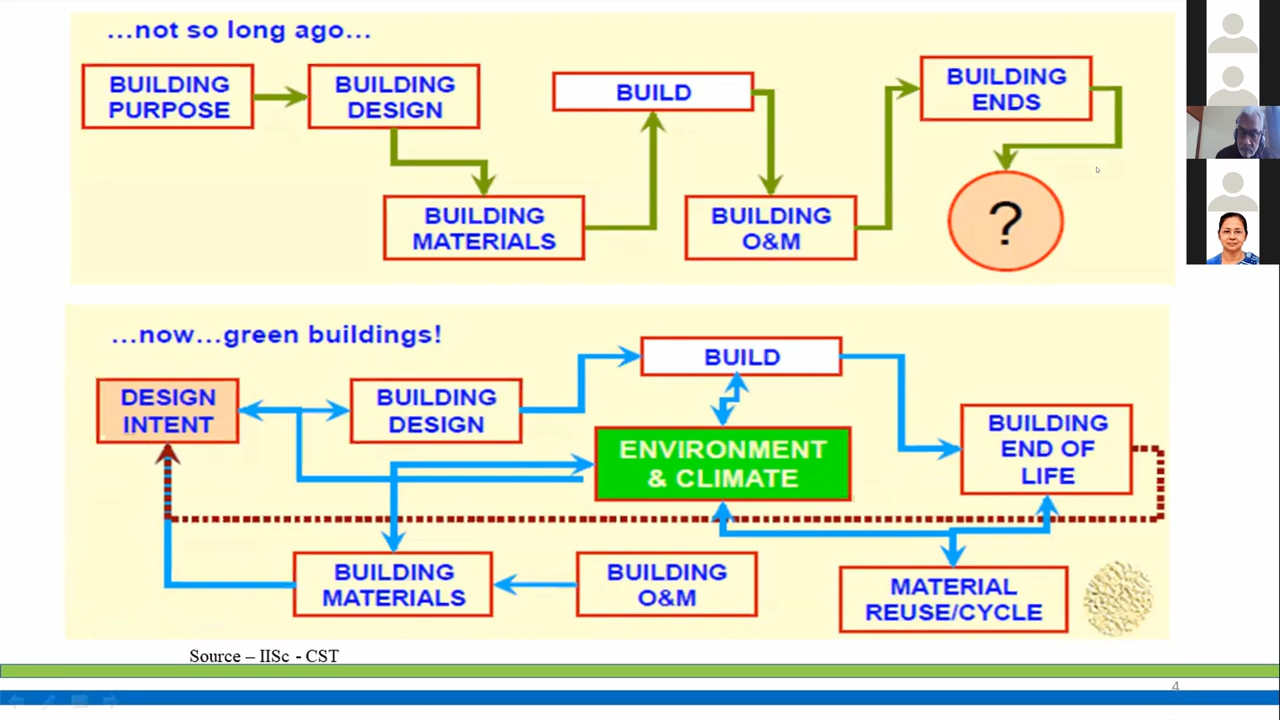 ...not so long ago...
BUILDING
PURPOSE
BUILDING
DESIGN
BUILD
BUILDING
ENDS
BUILDING
MATERIALS
BUILDING
O&M
?
...now...green buildings!
DESIGN
INTENT
BUILDING
DESIGN
BUILD
ENVIRONMENT
& CLIMATE
BUILDING
END OF
LIFE
BUILDING
MATERIALS
BUILDING
O&M
MATERIAL
REUSE/CYCLE
Source – IISc - CST
4